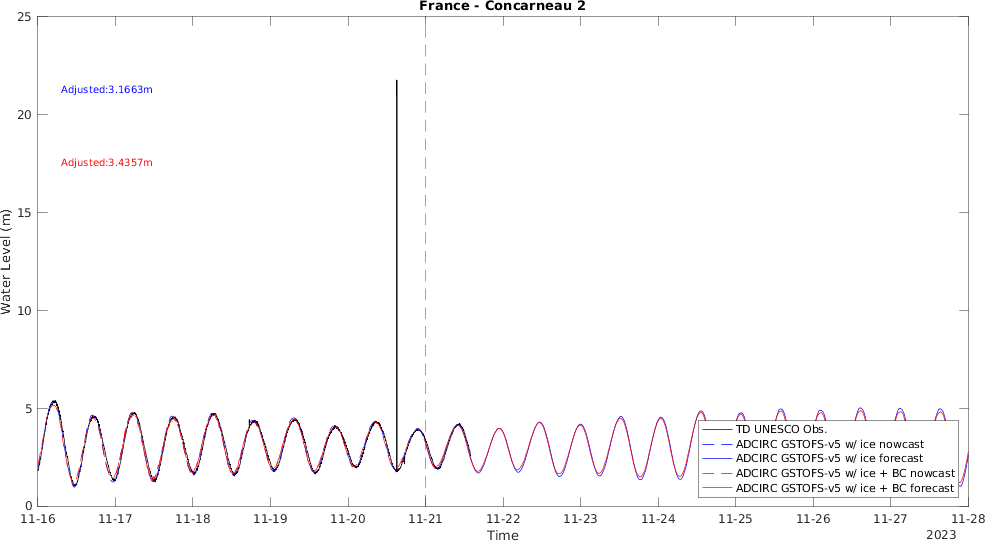 France - Concarneau 2
25
Adjusted:3.1663m
20
Adjusted:3.4357m
15
Water Level (m)
10
5
TD UNESCO Obs.
ADCIRC GSTOFS-v5 w/ ice nowcast
ADCIRC GSTOFS-v5 w/ ice forecast
ADCIRC GSTOFS-v5 w/ ice + BC nowcast
ADCIRC GSTOFS-v5 w/ ice + BC forecast
0
11-16 11-17 11-18 11-19 11-20 11-21 11-22 11-23 11-24 11-25 11-26 11-27 11-28
Time
2023